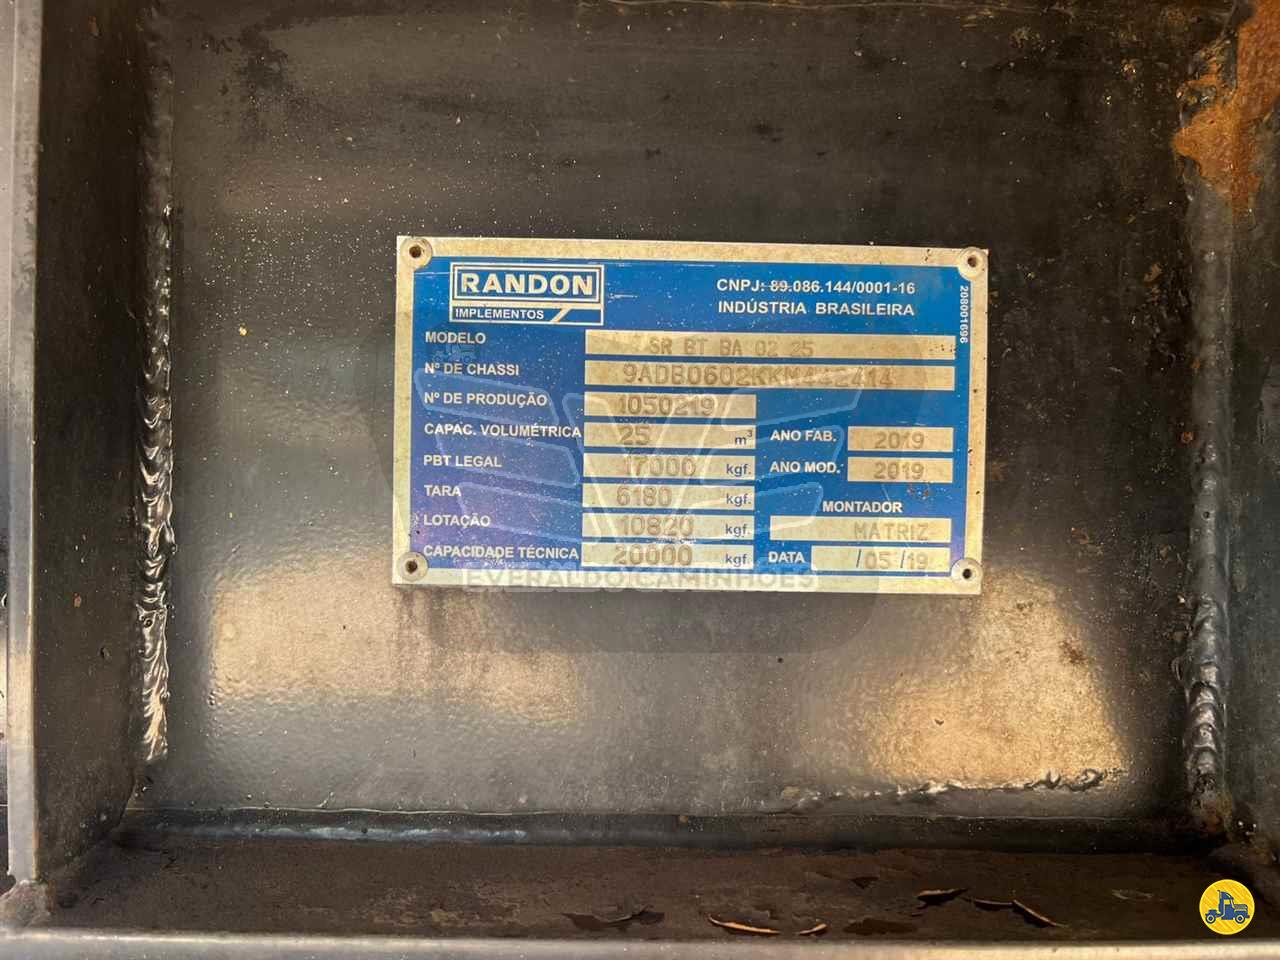 RANDON
IMPLEMENTOS
CNPJ: 89.086.144/0001-16
INDÚSTRIA BRASILEIRA
208001696
MODELO SR BT BA 02 25
Nº DE CHASSI 9ADB0602KKM442414
Nº DE PRODUÇÃO 1050219
CAPAC. VOLUMÉTRICA 25 m³ ANO FAB. 2019
PBT LEGAL 17000 kgf. ANO MOD. 2019
TARA 6180 kgf. MONTADOR
LOTAÇÃO 10820 kgf. MATRIZ
CAPACIDADE TÉCNICA 20000 kgf. DATA /05/19
EVERALDO CAMINHÕES